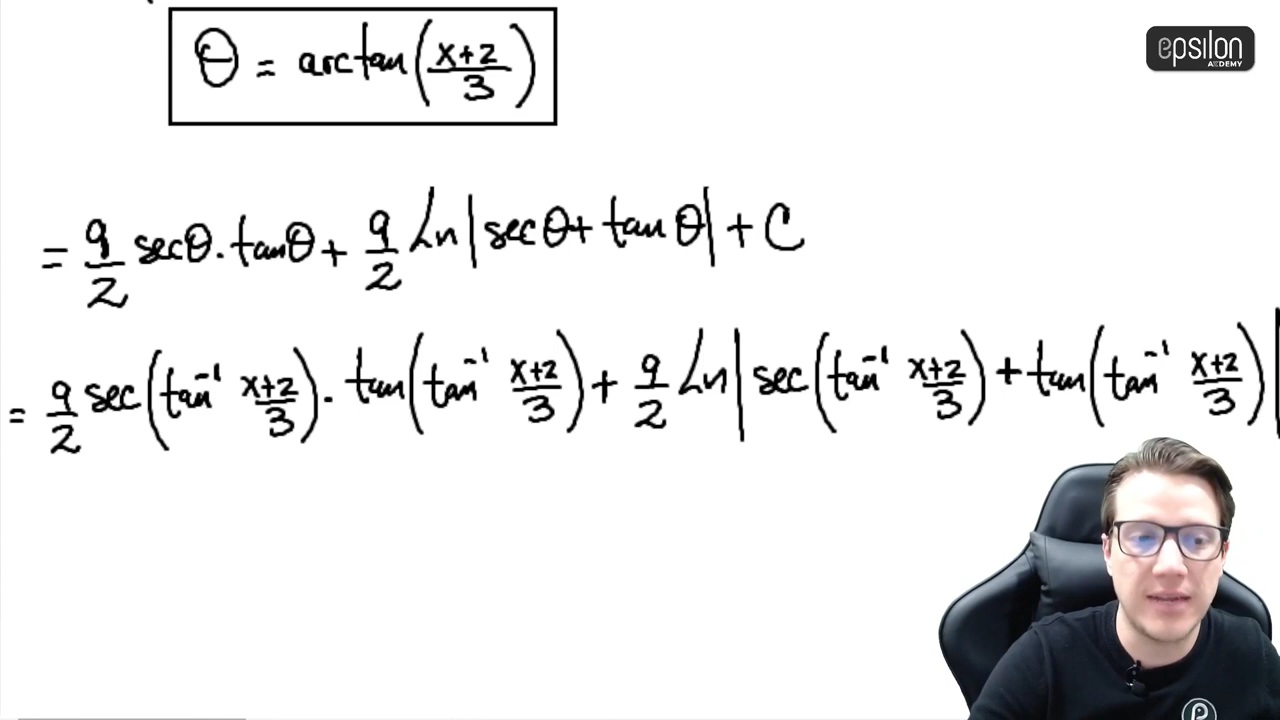 epsilon
AXDEMY
θ = arctan((x+2)/3)
= 9/2 secθ · tanθ + 9/2 Ln|secθ + tanθ| + C
= 9/2 sec(tan⁻¹ (x+2)/3) · tan(tan⁻¹ (x+2)/3) + 9/2 Ln|sec(tan⁻¹ (x+2)/3) + tan(tan⁻¹ (x+2)/3)|